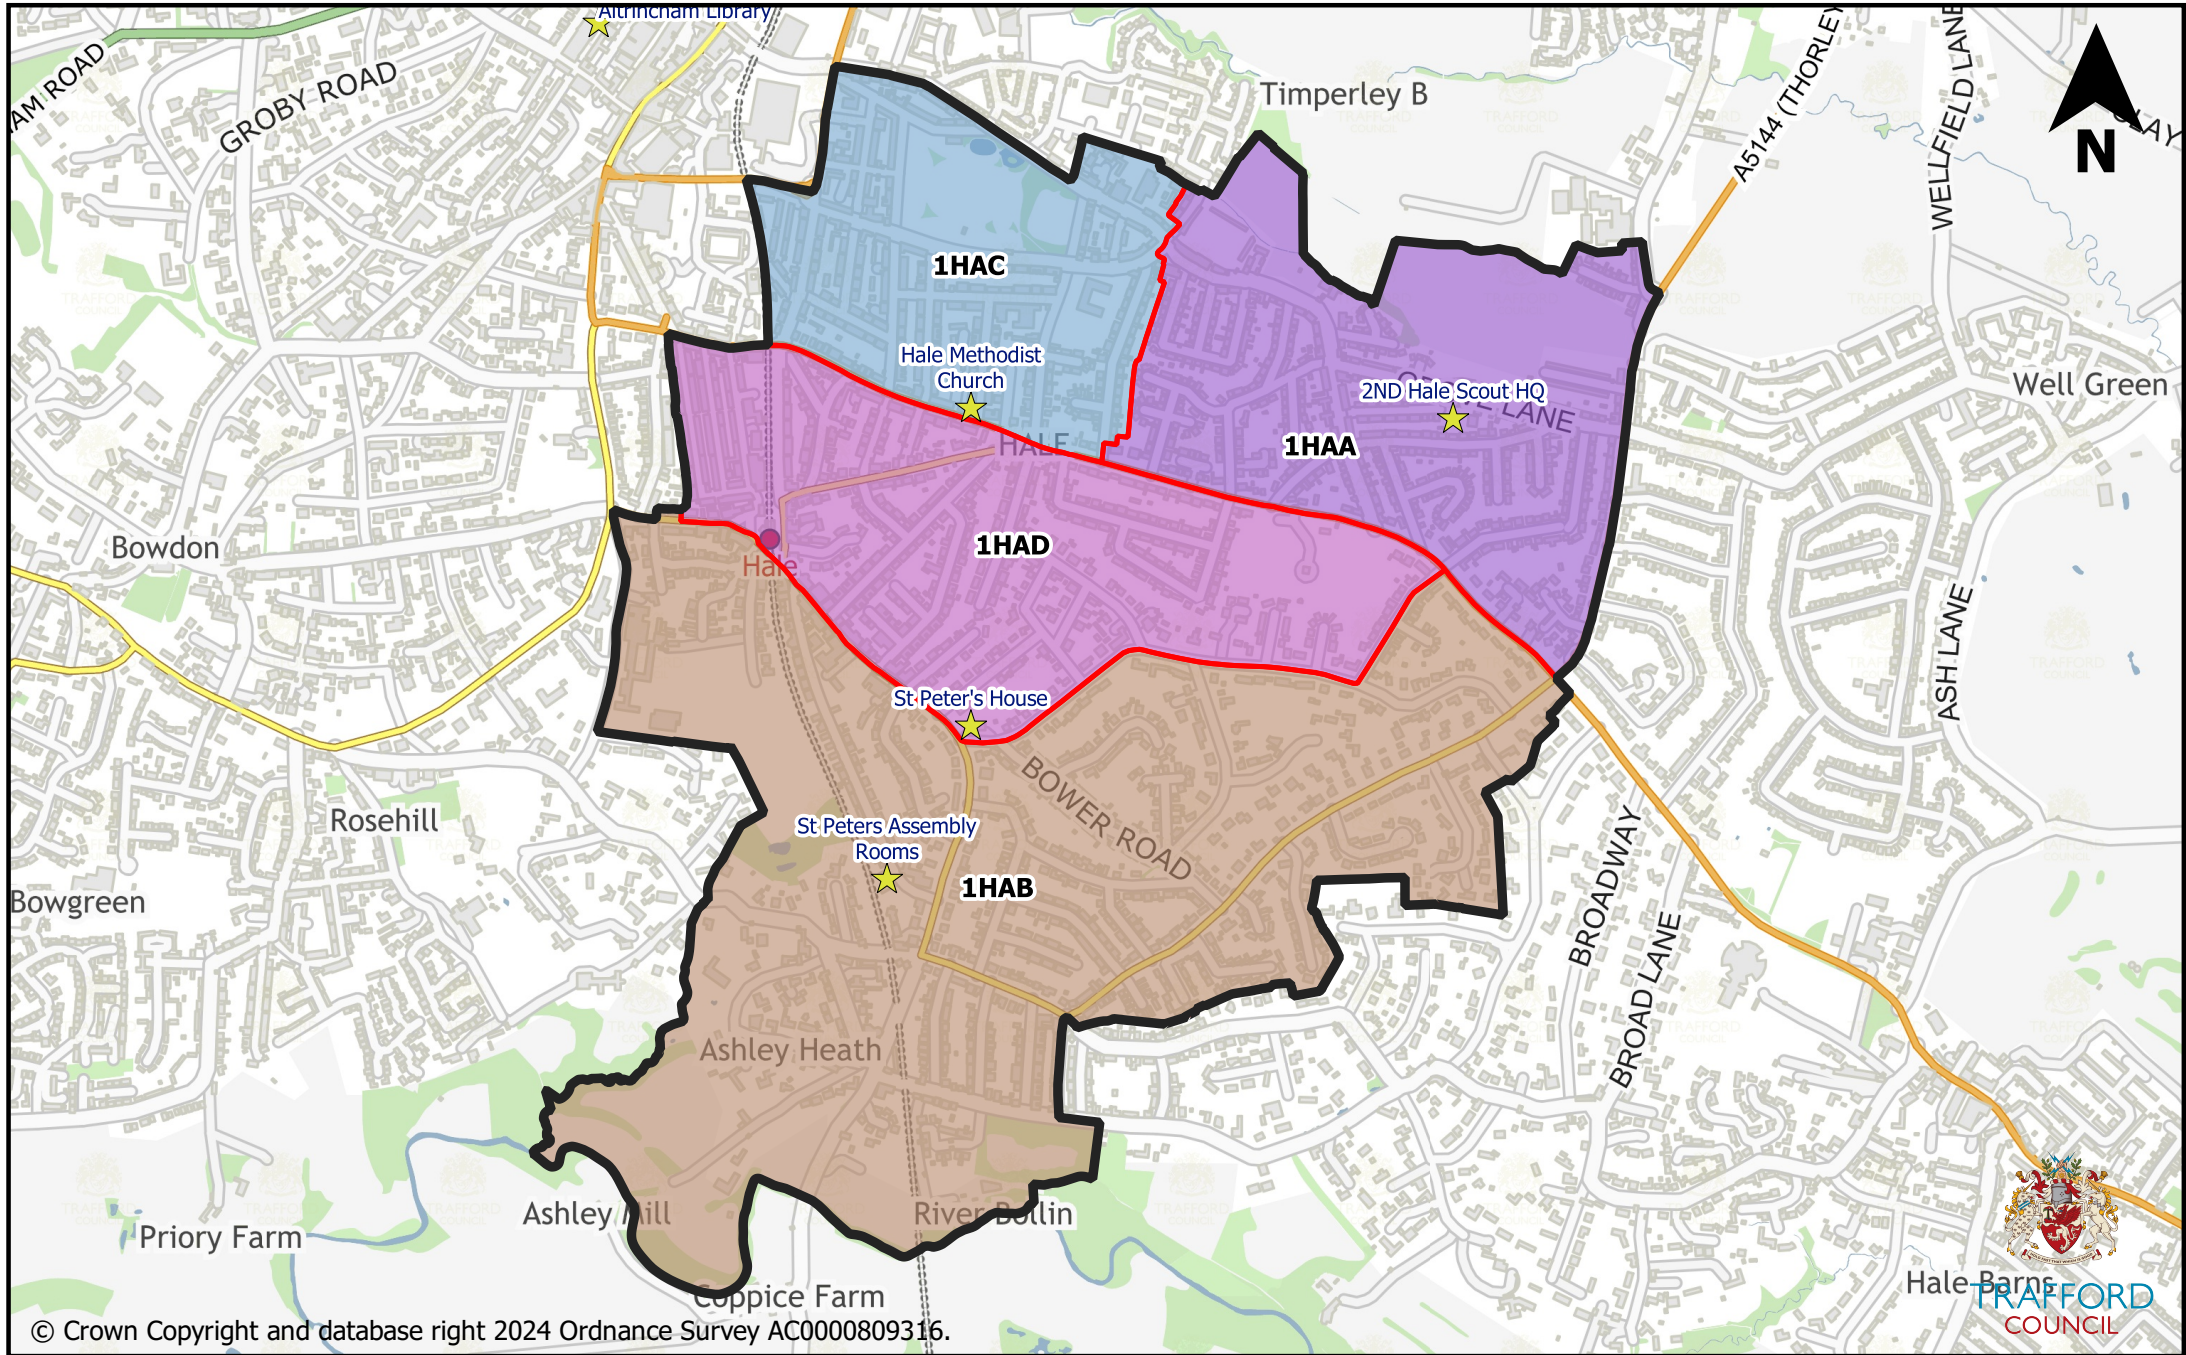 Altrincham Library
HAM ROAD
GROBY ROAD
Timperley B
A5144 (THORLEY
WELLFIELD LANE
CLAY
N
1HAC
Hale Methodist
Church
HALE
2ND Hale Scout HQ
GROVE LANE
1HAA
Well Green
Bowdon
1HAD
Hale
ASH LANE
St Peter's House
BOWER ROAD
Rosehill
St Peters Assembly
Rooms
1HAB
BROADWAY
Bowgreen
BROAD LANE
Ashley Heath
Ashley Mill
River Bollin
Priory Farm
Coppice Farm
Hale Barns
TRAFFORD
COUNCIL
© Crown Copyright and database right 2024 Ordnance Survey AC0000809316.